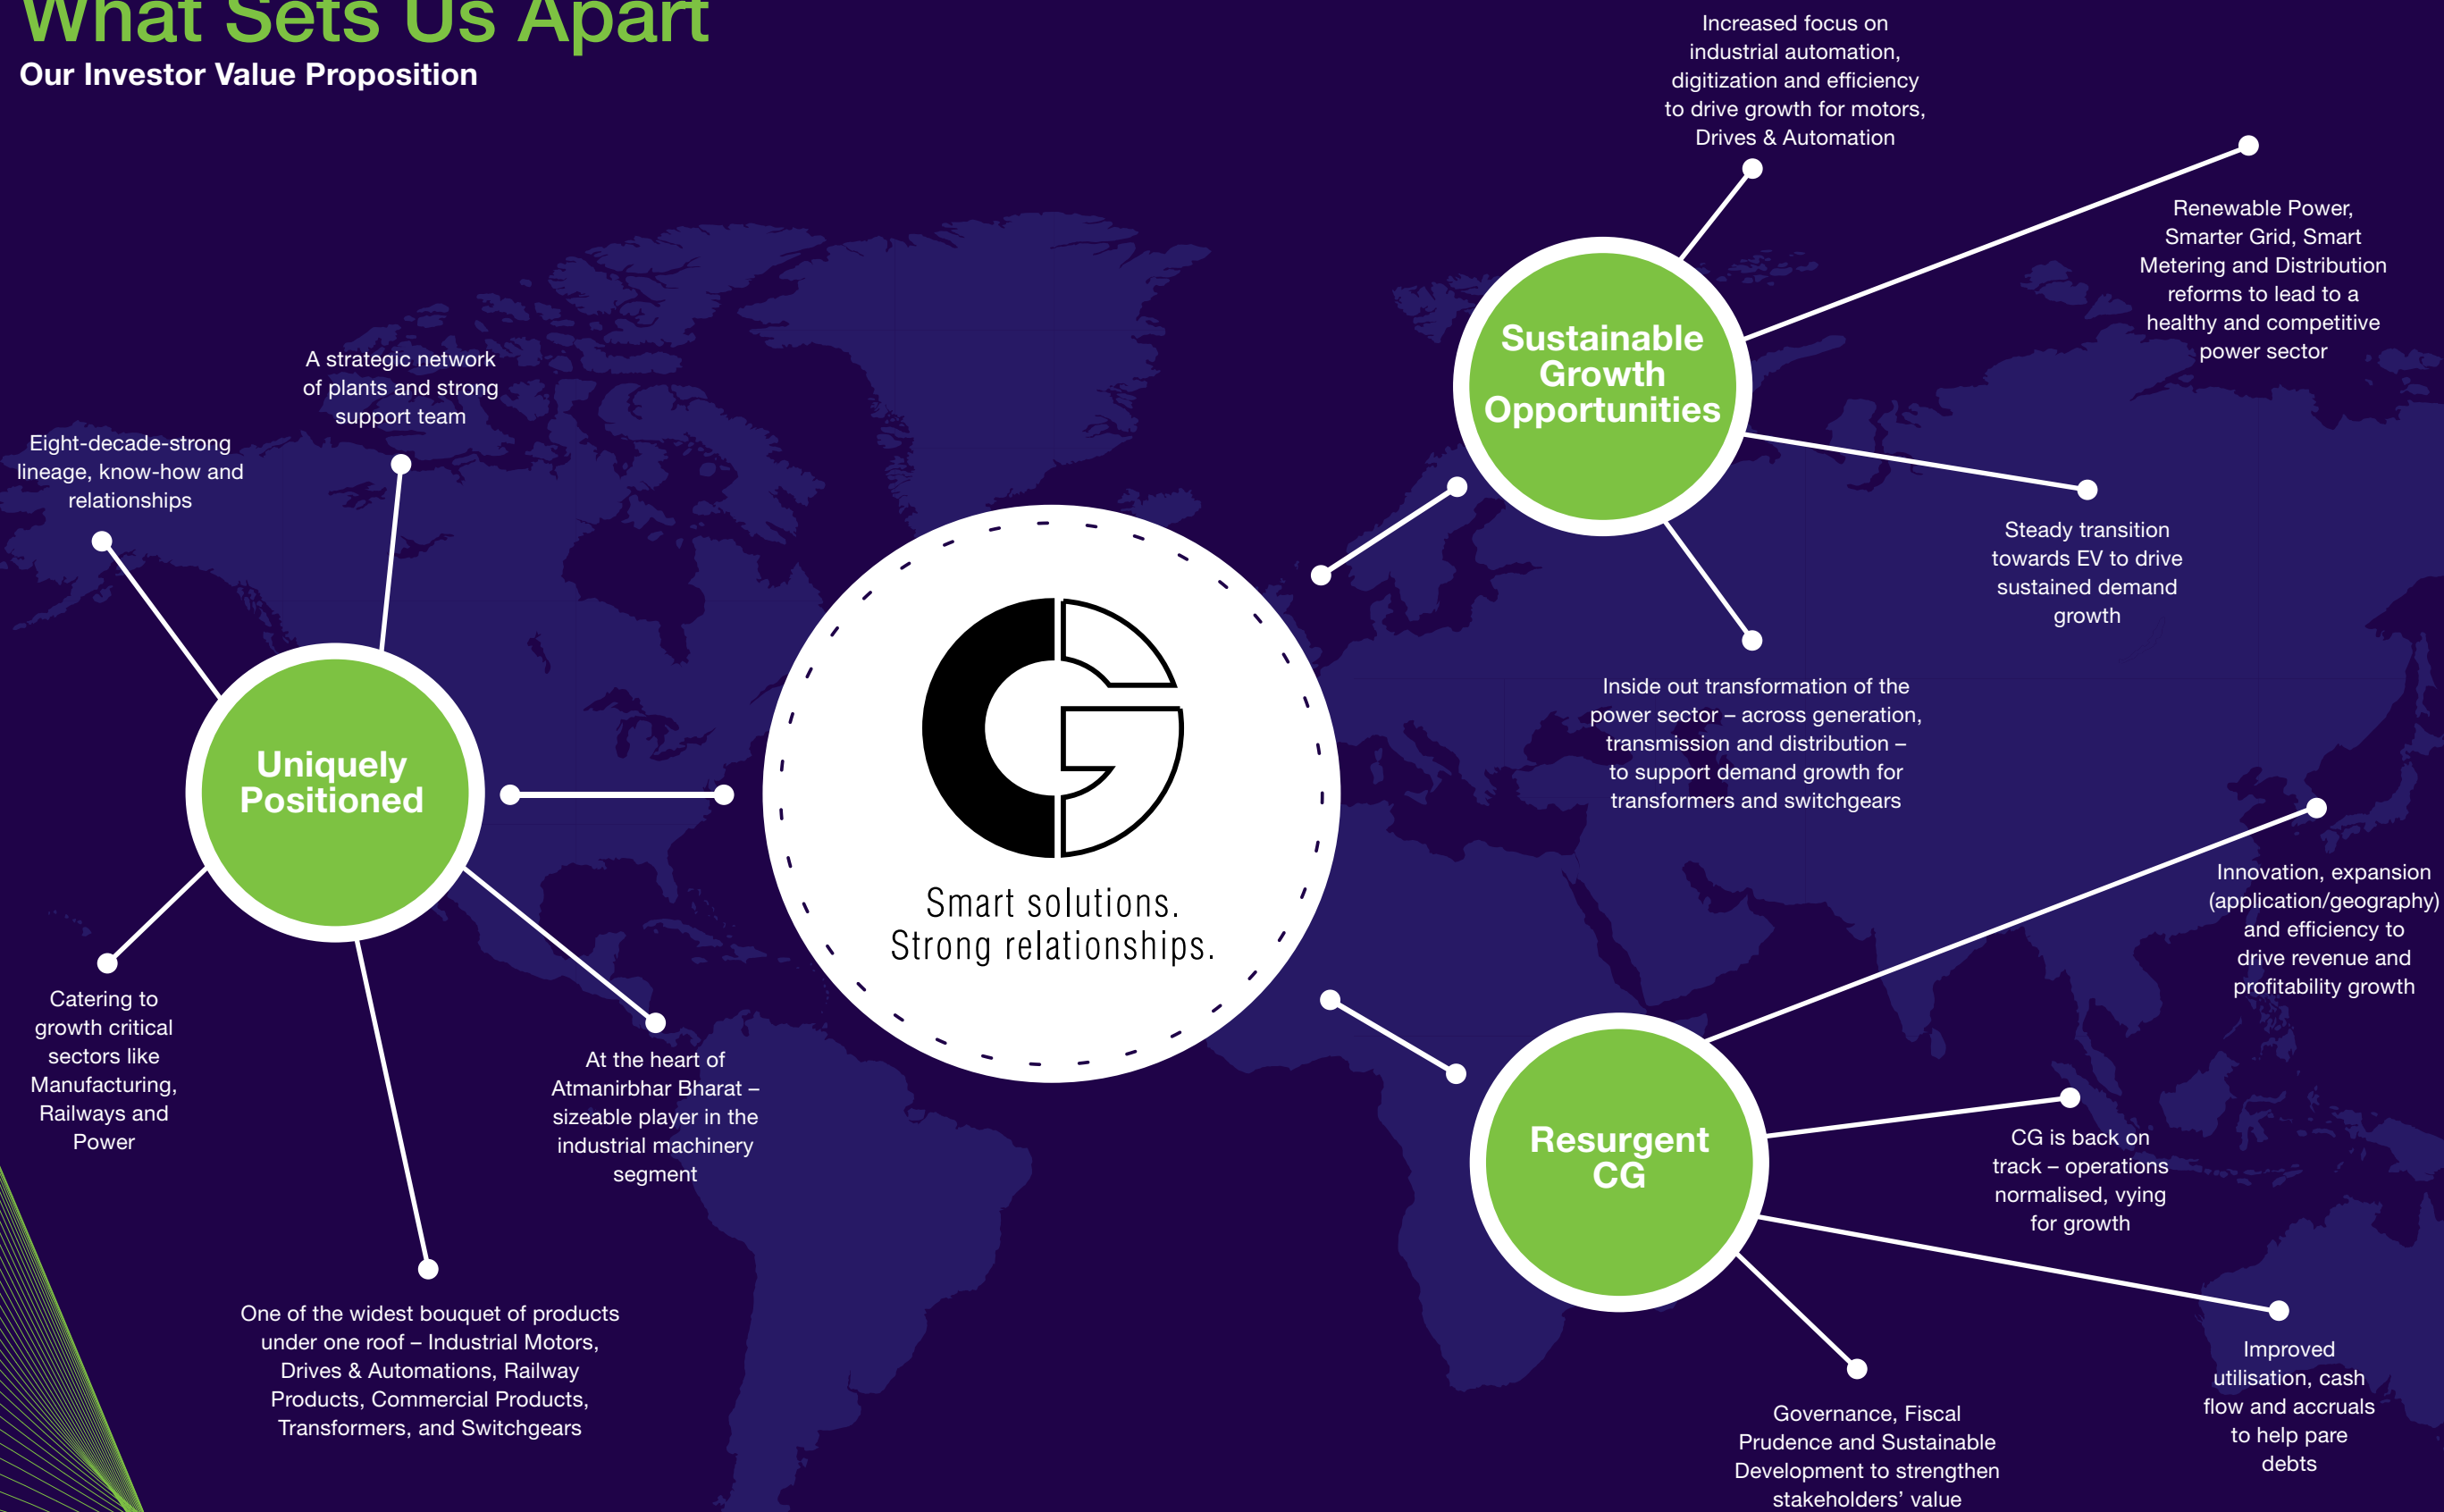 What Sets Us Apart
Our Investor Value Proposition
Eight-decade-strong
lineage, know-how and
relationships
A strategic network
of plants and strong
support team
Uniquely
Positioned
Catering to
growth critical
sectors like
Manufacturing,
Railways and
Power
One of the widest bouquet of products
under one roof – Industrial Motors,
Drives & Automations, Railway
Products, Commercial Products,
Transformers, and Switchgears
At the heart of
Atmanirbhar Bharat –
sizeable player in the
industrial machinery
segment
CG
Smart solutions.
Strong relationships.
Increased focus on
industrial automation,
digitization and efficiency
to drive growth for motors,
Drives & Automation
Sustainable
Growth
Opportunities
Renewable Power,
Smarter Grid, Smart
Metering and Distribution
reforms to lead to a
healthy and competitive
power sector
Steady transition
towards EV to drive
sustained demand
growth
Inside out transformation of the
power sector – across generation,
transmission and distribution –
to support demand growth for
transformers and switchgears
Resurgent
CG
Innovation, expansion
(application/geography)
and efficiency to
drive revenue and
profitability growth
CG is back on
track – operations
normalised, vying
for growth
Improved
utilisation, cash
flow and accruals
to help pare
debts
Governance, Fiscal
Prudence and Sustainable
Development to strengthen
stakeholders’ value